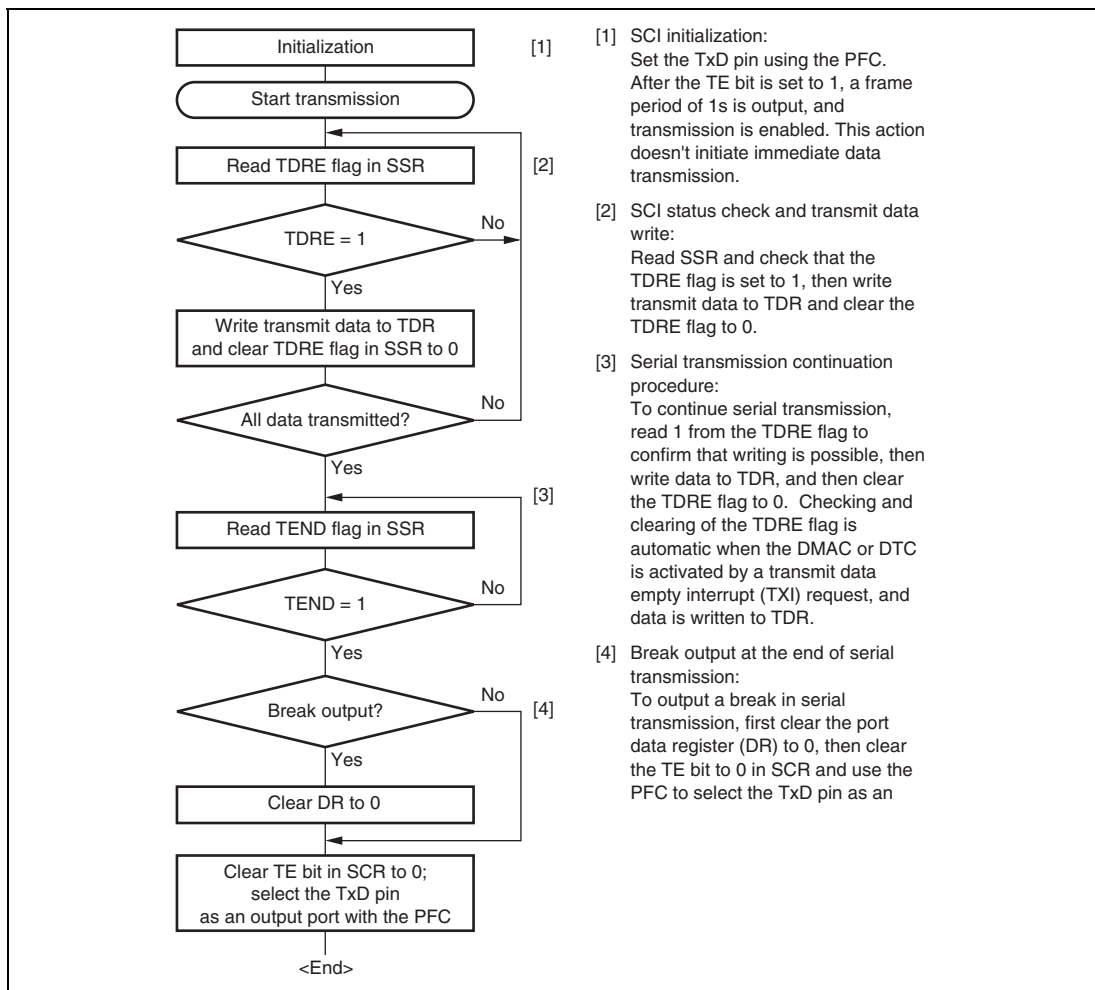 Initialization
[1]
Start transmission
Read TDRE flag in SSR
[2]
TDRE = 1
No
Yes
Write transmit data to TDR
and clear TDRE flag in SSR to 0
All data transmitted?
No
Yes
[3]
Read TEND flag in SSR
TEND = 1
No
Yes
Break output?
No
[4]
Yes
Clear DR to 0
Clear TE bit in SCR to 0;
select the TxD pin
as an output port with the PFC
<End>
[1] SCI initialization:
Set the TxD pin using the PFC.
After the TE bit is set to 1, a frame
period of 1s is output, and
transmission is enabled. This action
doesn't initiate immediate data
transmission.
[2] SCI status check and transmit data
write:
Read SSR and check that the
TDRE flag is set to 1, then write
transmit data to TDR and clear the
TDRE flag to 0.
[3] Serial transmission continuation
procedure:
To continue serial transmission,
read 1 from the TDRE flag to
confirm that writing is possible, then
write data to TDR, and then clear
the TDRE flag to 0.  Checking and
clearing of the TDRE flag is
automatic when the DMAC or DTC
is activated by a transmit data
empty interrupt (TXI) request, and
data is written to TDR.
[4] Break output at the end of serial
transmission:
To output a break in serial
transmission, first clear the port
data register (DR) to 0, then clear
the TE bit to 0 in SCR and use the
PFC to select the TxD pin as an